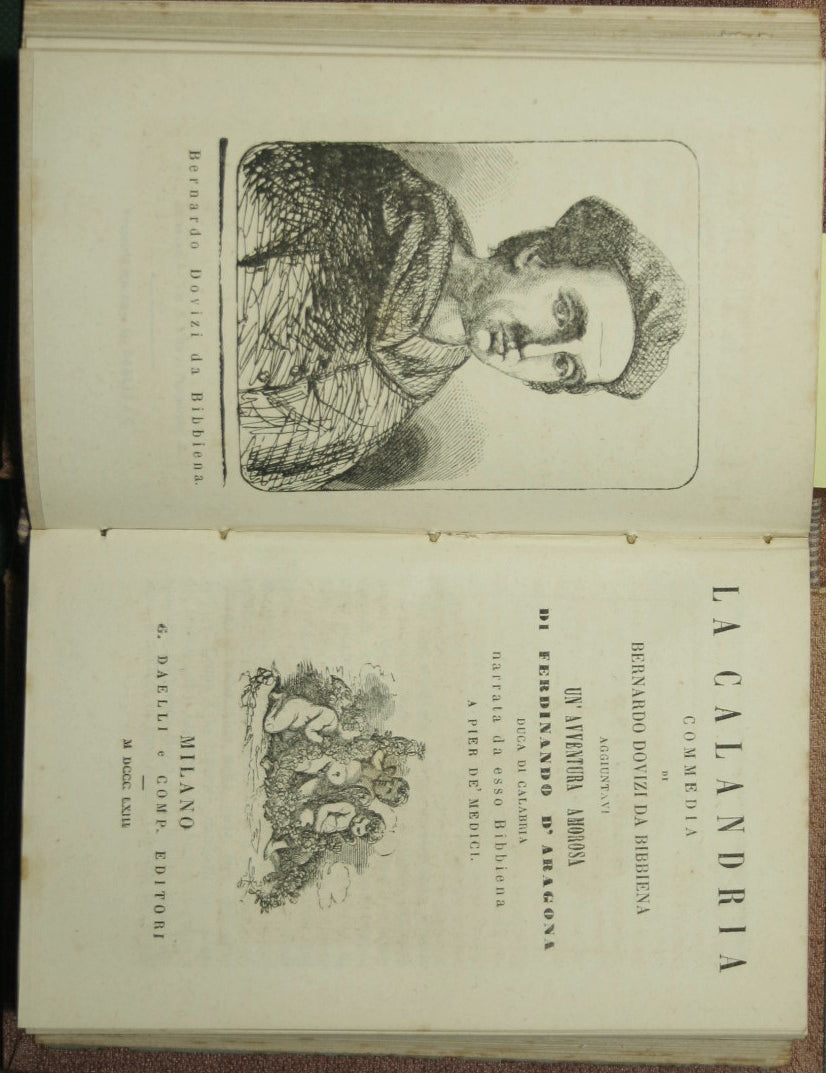 Bernardo Dovizi da Bibbiena.
LA CALANDRIA
COMMEDIA
DI
BERNARDO DOVIZI DA BIBBIENA
AGGIUNTAVI
UN' AVVENTURA AMOROSA
DI FERDINANDO D'ARAGONA
DUCA DI CALABRIA
narrata da esso Bibbiena
A PIER DE' MEDICI.
MILANO
G. DAELLI e COMP. EDITORI
M DCCC LXIII